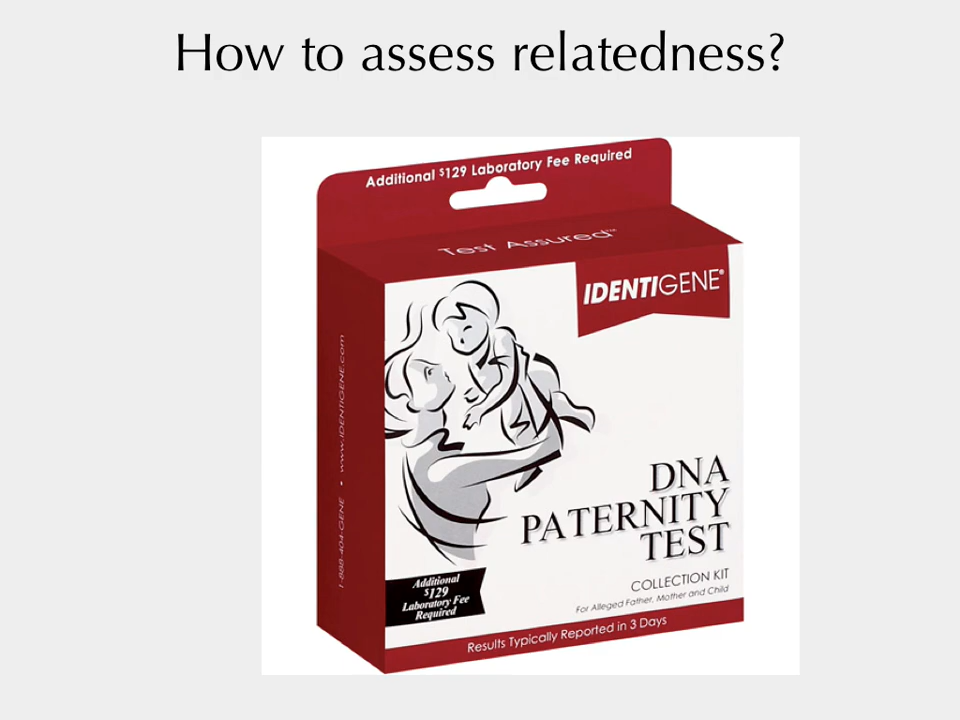 How to assess relatedness?
Additional $129 Laboratory Fee Required
Test Assured™
IDENTIGENE®
1-888-404-GENE • www.IDENTIGENE.com
DNA
PATERNITY
TEST
COLLECTION KIT
For Alleged Father, Mother and Child
Additional
$129
Laboratory Fee
Required
Results Typically Reported in 3 Days